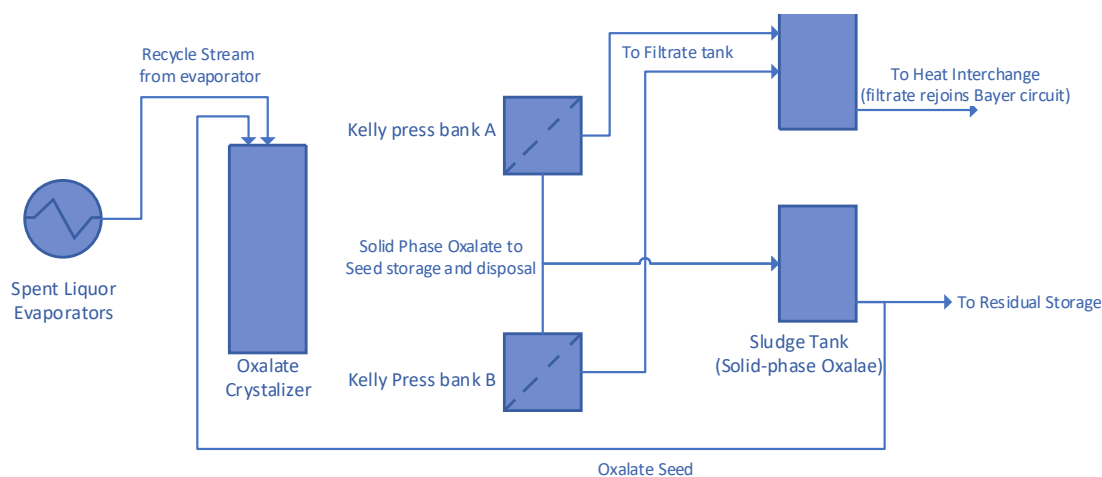 Recycle Stream
from evaporator
To Filtrate tank
To Heat Interchange
(filtrate rejoins Bayer circuit)
Kelly press bank A
Solid Phase Oxalate to
Seed storage and disposal
Spent Liquor
Evaporators
To Residual Storage
Sludge Tank
(Solid-phase Oxalae)
Oxalate
Crystalizer
Kelly Press bank B
Oxalate Seed